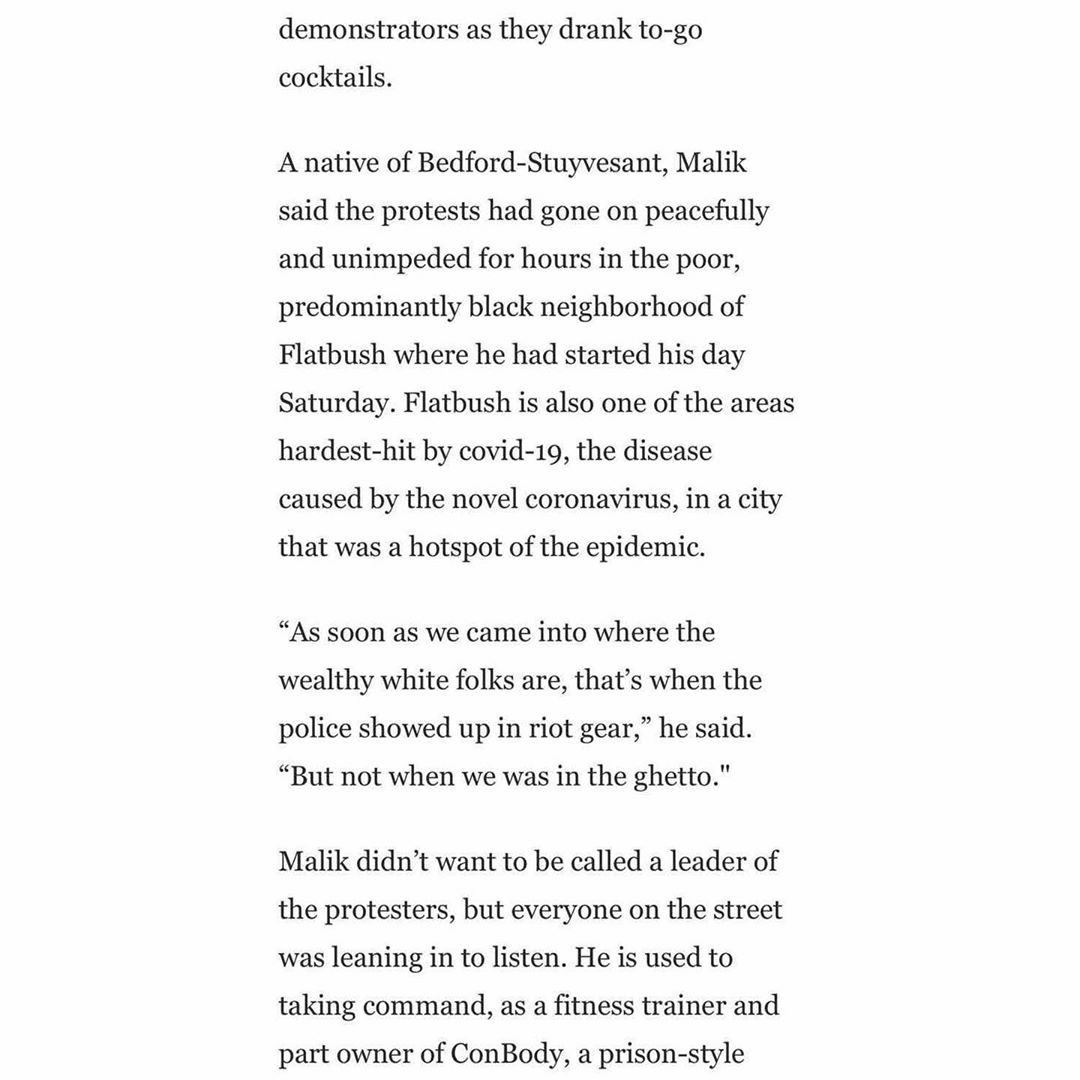 demonstrators as they drank to-go
cocktails.
A native of Bedford-Stuyvesant, Malik
said the protests had gone on peacefully
and unimpeded for hours in the poor,
predominantly black neighborhood of
Flatbush where he had started his day
Saturday. Flatbush is also one of the areas
hardest-hit by covid-19, the disease
caused by the novel coronavirus, in a city
that was a hotspot of the epidemic.
“As soon as we came into where the
wealthy white folks are, that’s when the
police showed up in riot gear,” he said.
“But not when we was in the ghetto."
Malik didn’t want to be called a leader of
the protesters, but everyone on the street
was leaning in to listen. He is used to
taking command, as a fitness trainer and
part owner of ConBody, a prison-style